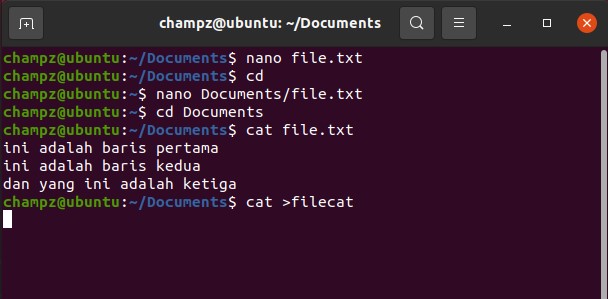 champz@ubuntu: ~/Documents
champz@ubuntu:~/Documents$ nano file.txt
champz@ubuntu:~/Documents$ cd
champz@ubuntu:~$ nano Documents/file.txt
champz@ubuntu:~$ cd Documents
champz@ubuntu:~/Documents$ cat file.txt
ini adalah baris pertama
ini adalah baris kedua
dan yang ini adalah ketiga
champz@ubuntu:~/Documents$ cat >filecat